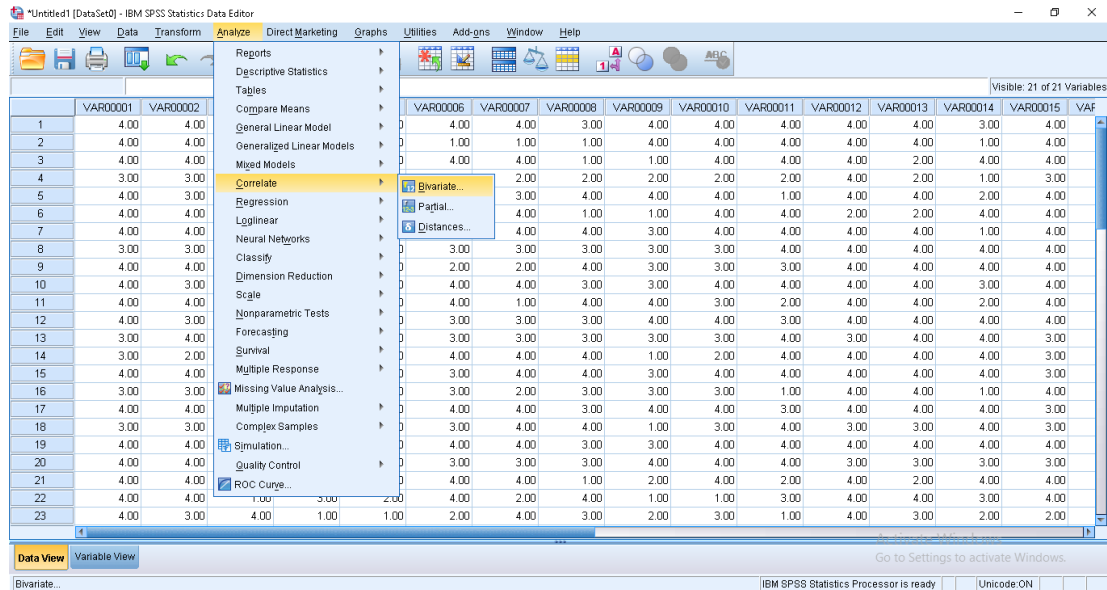 *Untitled1 [DataSet0] - IBM SPSS Statistics Data Editor
File Edit View Data Transform Analyze Direct Marketing Graphs Utilities Add-ons Window Help
Visible: 21 of 21 Variables
Reports
Descriptive Statistics
Tables
Compare Means
General Linear Model
Generalized Linear Models
Mixed Models
Correlate
Regression
Loglinear
Neural Networks
Classify
Dimension Reduction
Scale
Nonparametric Tests
Forecasting
Survival
Multiple Response
Missing Value Analysis...
Multiple Imputation
Complex Samples
Simulation...
Quality Control
ROC Curve...
Bivariate...
Partial...
Distances...
VAR00001 VAR00002 VAR00006 VAR00007 VAR00008 VAR00009 VAR00010 VAR00011 VAR00012 VAR00013 VAR00014 VAR00015 VAR
1 4.00 4.00 4.00 4.00 3.00 4.00 4.00 4.00 4.00 4.00 3.00 4.00
2 4.00 4.00 1.00 1.00 1.00 4.00 4.00 4.00 4.00 4.00 1.00 4.00
3 4.00 4.00 4.00 4.00 1.00 1.00 4.00 4.00 4.00 2.00 4.00 4.00
4 3.00 3.00 2.00 2.00 2.00 2.00 2.00 4.00 2.00 1.00 3.00
5 4.00 3.00 3.00 4.00 4.00 4.00 1.00 4.00 4.00 2.00 4.00
6 4.00 4.00 4.00 1.00 1.00 4.00 4.00 2.00 2.00 4.00 4.00
7 4.00 4.00 4.00 4.00 3.00 4.00 4.00 4.00 4.00 1.00 4.00
8 3.00 3.00 3.00 3.00 3.00 3.00 3.00 4.00 4.00 4.00 4.00 4.00
9 4.00 4.00 2.00 2.00 4.00 3.00 3.00 3.00 4.00 4.00 4.00 4.00
10 4.00 3.00 4.00 4.00 3.00 4.00 4.00 4.00 4.00 4.00 4.00 3.00
11 4.00 4.00 4.00 1.00 4.00 4.00 3.00 2.00 4.00 4.00 2.00 4.00
12 4.00 3.00 3.00 3.00 3.00 4.00 4.00 3.00 4.00 4.00 4.00 3.00
13 3.00 4.00 3.00 3.00 3.00 3.00 4.00 4.00 3.00 4.00 4.00 3.00
14 3.00 2.00 4.00 4.00 4.00 1.00 2.00 4.00 4.00 4.00 4.00 3.00
15 4.00 4.00 4.00 4.00 4.00 3.00 4.00 4.00 4.00 4.00 4.00 3.00
16 3.00 3.00 3.00 2.00 3.00 3.00 3.00 1.00 4.00 4.00 1.00 4.00
17 4.00 4.00 4.00 4.00 3.00 4.00 4.00 3.00 4.00 4.00 4.00 3.00
18 3.00 3.00 3.00 4.00 4.00 1.00 3.00 4.00 3.00 3.00 4.00 3.00
19 4.00 4.00 4.00 4.00 3.00 3.00 4.00 4.00 4.00 4.00 4.00 4.00
20 4.00 4.00 3.00 3.00 3.00 4.00 4.00 4.00 3.00 3.00 3.00 3.00
21 4.00 4.00 4.00 4.00 1.00 2.00 4.00 2.00 4.00 2.00 4.00 4.00
22 4.00 4.00 1.00 3.00 2.00 4.00 2.00 4.00 1.00 1.00 3.00 4.00 4.00 3.00 4.00
23 4.00 3.00 4.00 1.00 1.00 2.00 4.00 3.00 2.00 3.00 1.00 4.00 3.00 2.00 2.00
Data View Variable View
Go to Settings to activate Windows.
Bivariate... IBM SPSS Statistics Processor is ready Unicode:ON